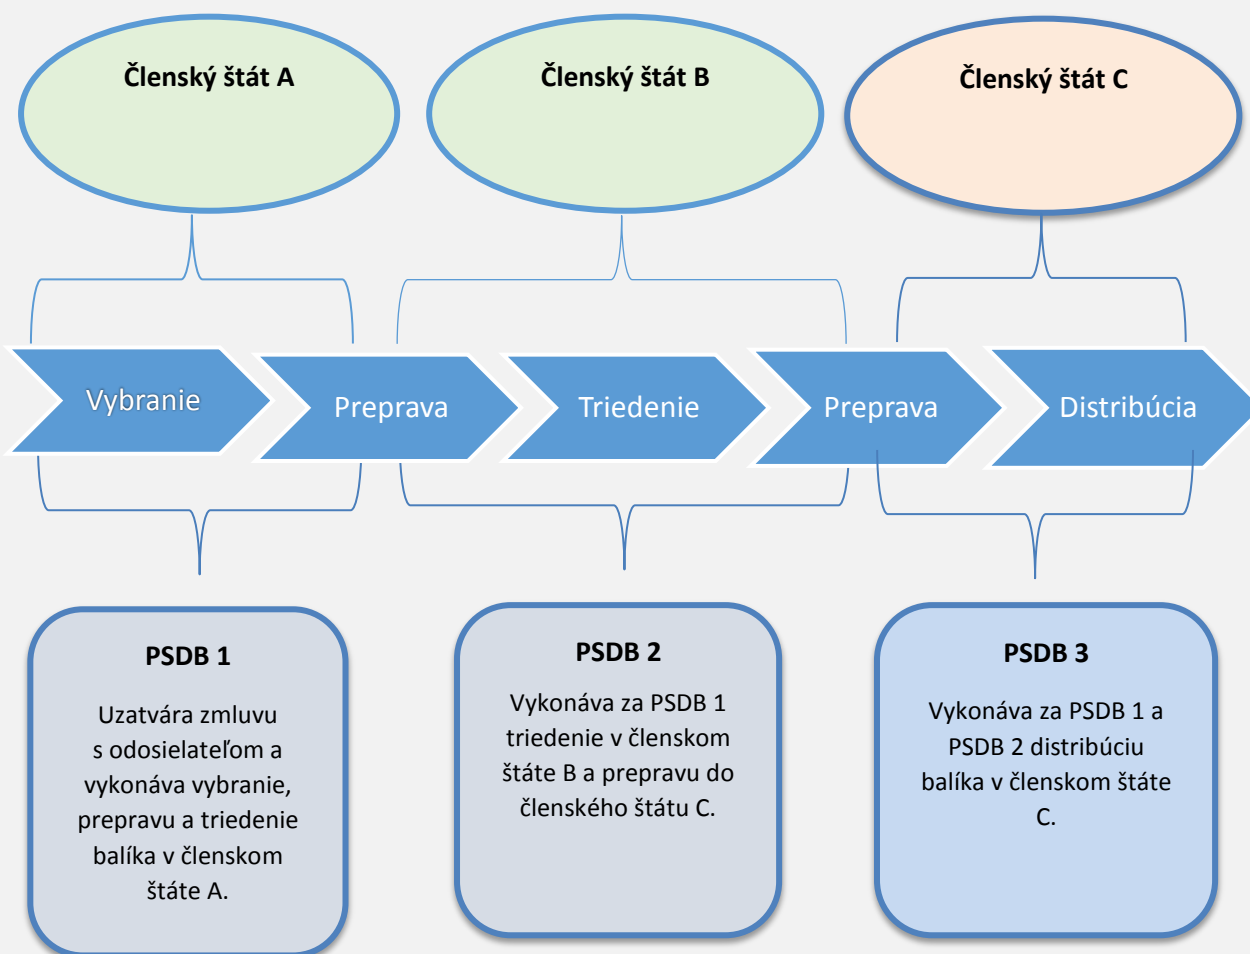 Členský štát A
Členský štát B
Členský štát C
Vybranie
Preprava
Triedenie
Preprava
Distribúcia
PSDB 1
Uzatvára zmluvu
s odosielateľom a
vykonáva vybranie,
prepravu a triedenie
balíka v členskom
štáte A.
PSDB 2
Vykonáva za PSDB 1
triedenie v členskom
štáte B a prepravu do
členského štátu C.
PSDB 3
Vykonáva za PSDB 1 a
PSDB 2 distribúciu
balíka v členskom štáte
C.